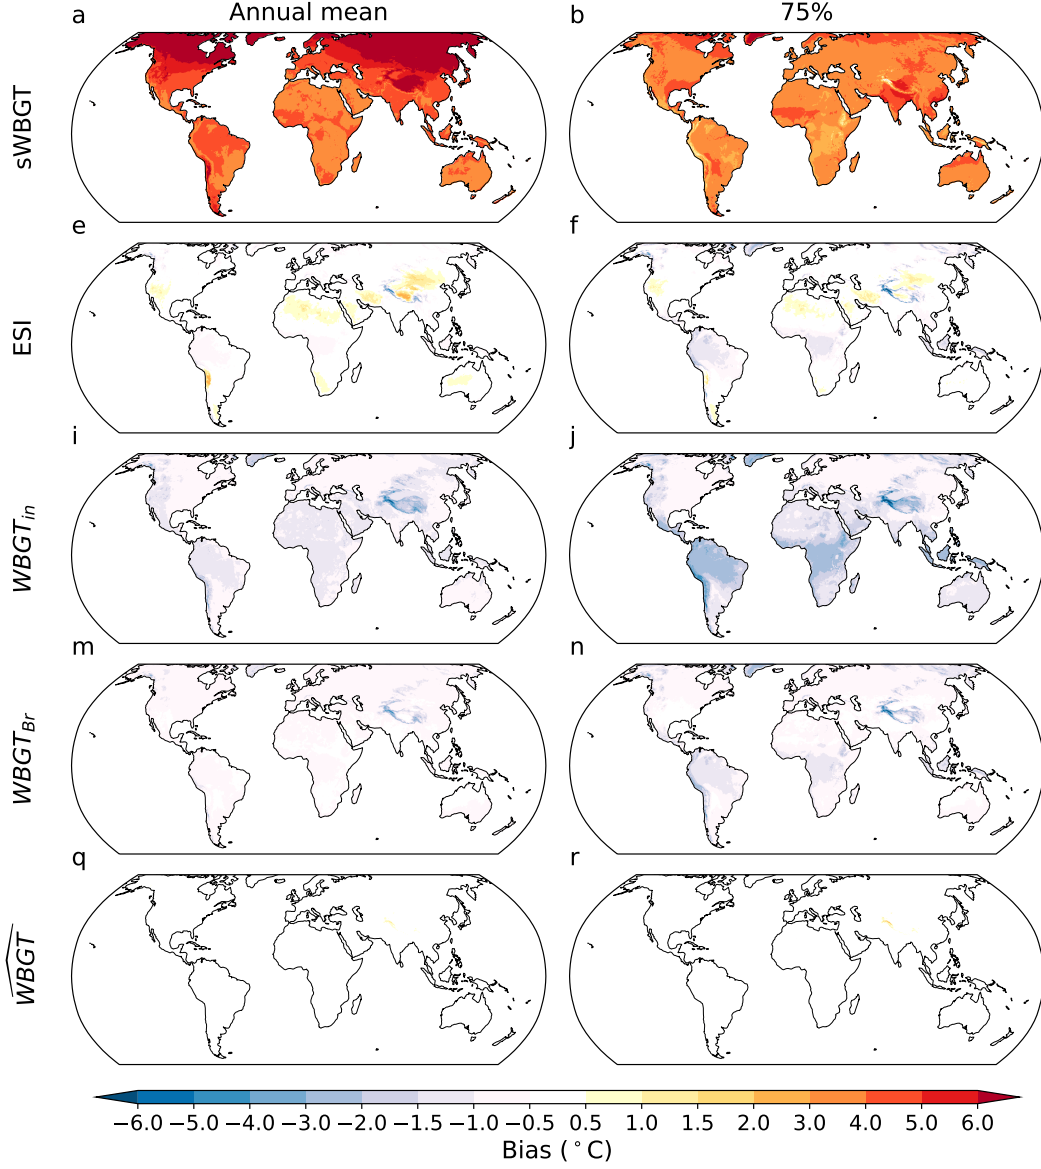 a Annual mean b 75%
sWBGT
e f
ESI
i j
WBGT_in
m n
WBGT_Br
q r
\widehat{WBGT}
−6.0 −5.0 −4.0 −3.0 −2.0 −1.5 −1.0 −0.5 0.5 1.0 1.5 2.0 3.0 4.0 5.0 6.0
Bias (°C)